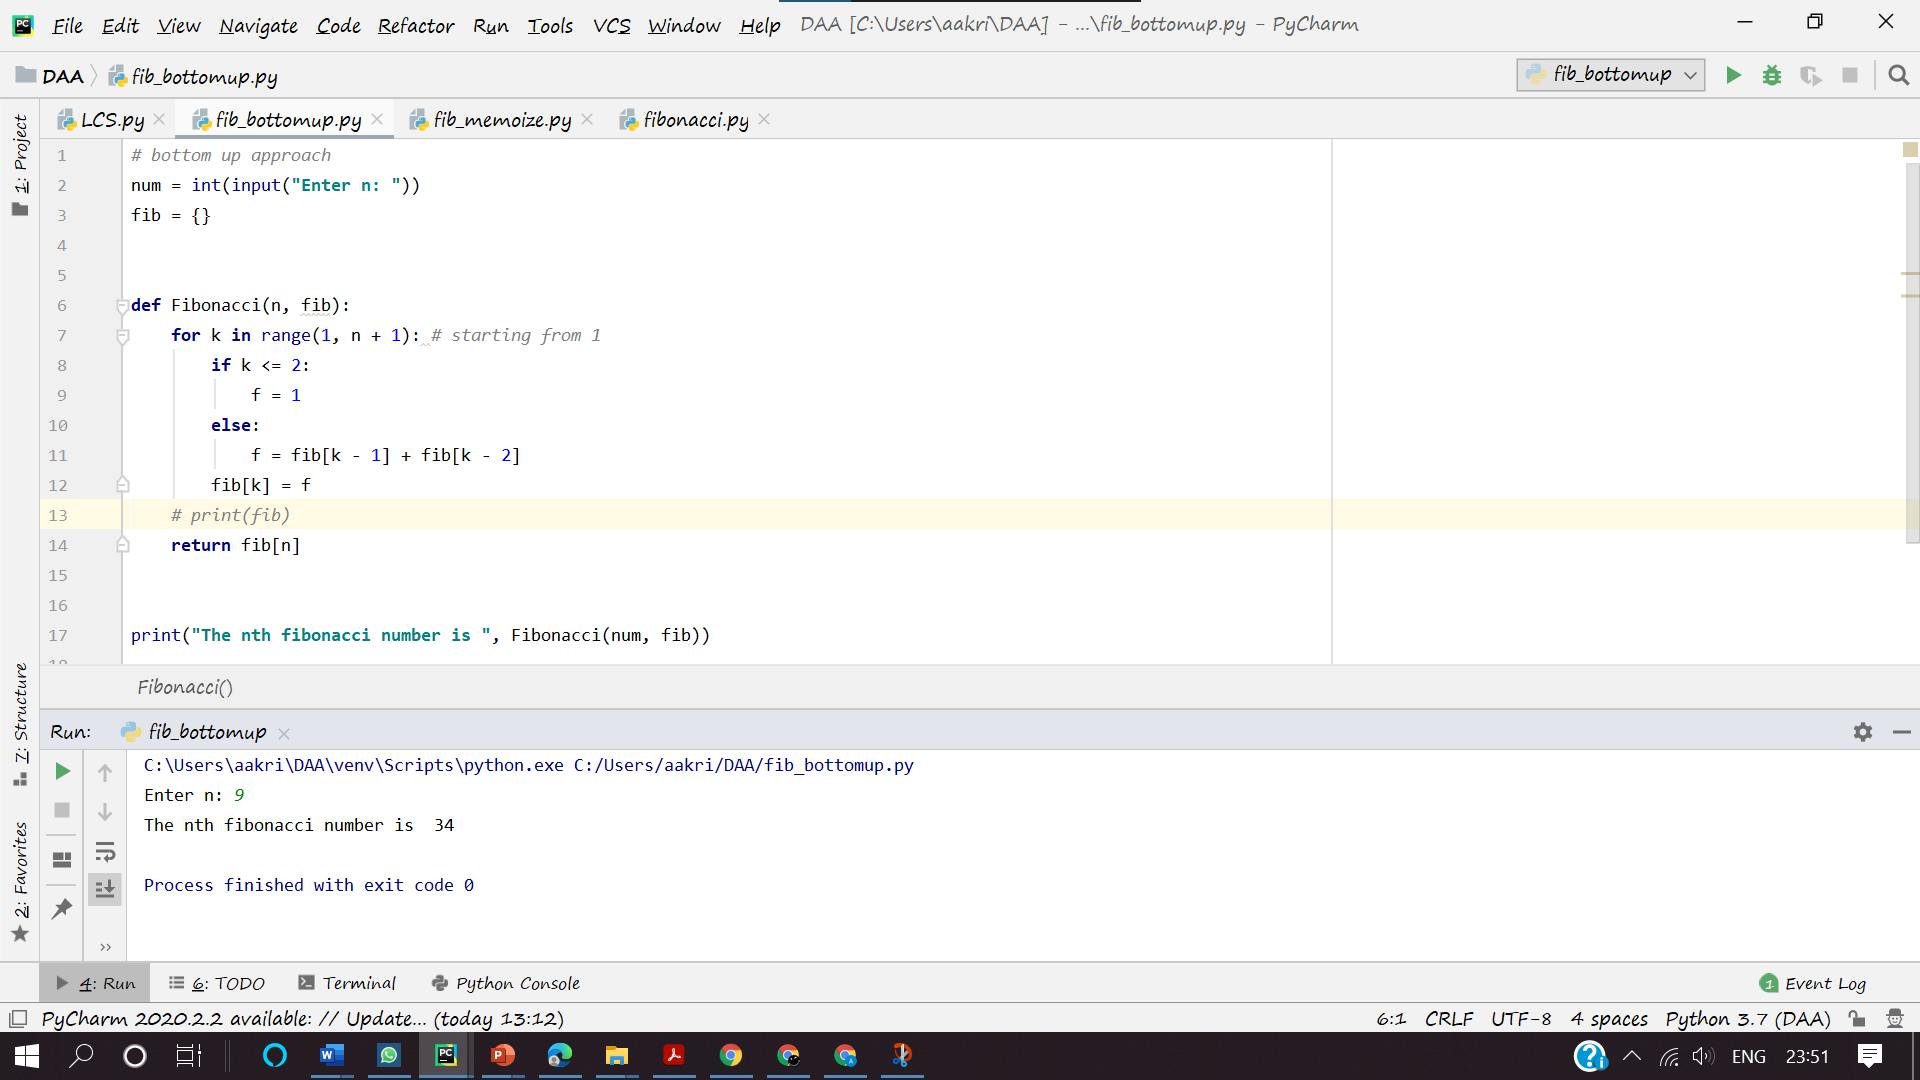 File Edit View Navigate Code Refactor Run Tools VCS Window Help DAA [C:\Users\aakri\DAA] - ...\fib_bottomup.py - PyCharm
DAA fib_bottomup.py fib_bottomup
LCS.py fib_bottomup.py fib_memoize.py fibonacci.py
1: Project
1 # bottom up approach
2 num = int(input("Enter n: "))
3 fib = {}
4
5
6 def Fibonacci(n, fib):
7 for k in range(1, n + 1): # starting from 1
8 if k <= 2:
9 f = 1
10 else:
11 f = fib[k - 1] + fib[k - 2]
12 fib[k] = f
13 # print(fib)
14 return fib[n]
15
16
17 print("The nth fibonacci number is ", Fibonacci(num, fib))
18
Fibonacci()
7: Structure
2: Favorites
Run: fib_bottomup
C:\Users\aakri\DAA\venv\Scripts\python.exe C:/Users/aakri/DAA/fib_bottomup.py
Enter n: 9
The nth fibonacci number is  34
Process finished with exit code 0
4: Run 6: TODO Terminal Python Console 1 Event Log
PyCharm 2020.2.2 available: // Update... (today 13:12) 6:1 CRLF UTF-8 4 spaces Python 3.7 (DAA)
ENG 23:51